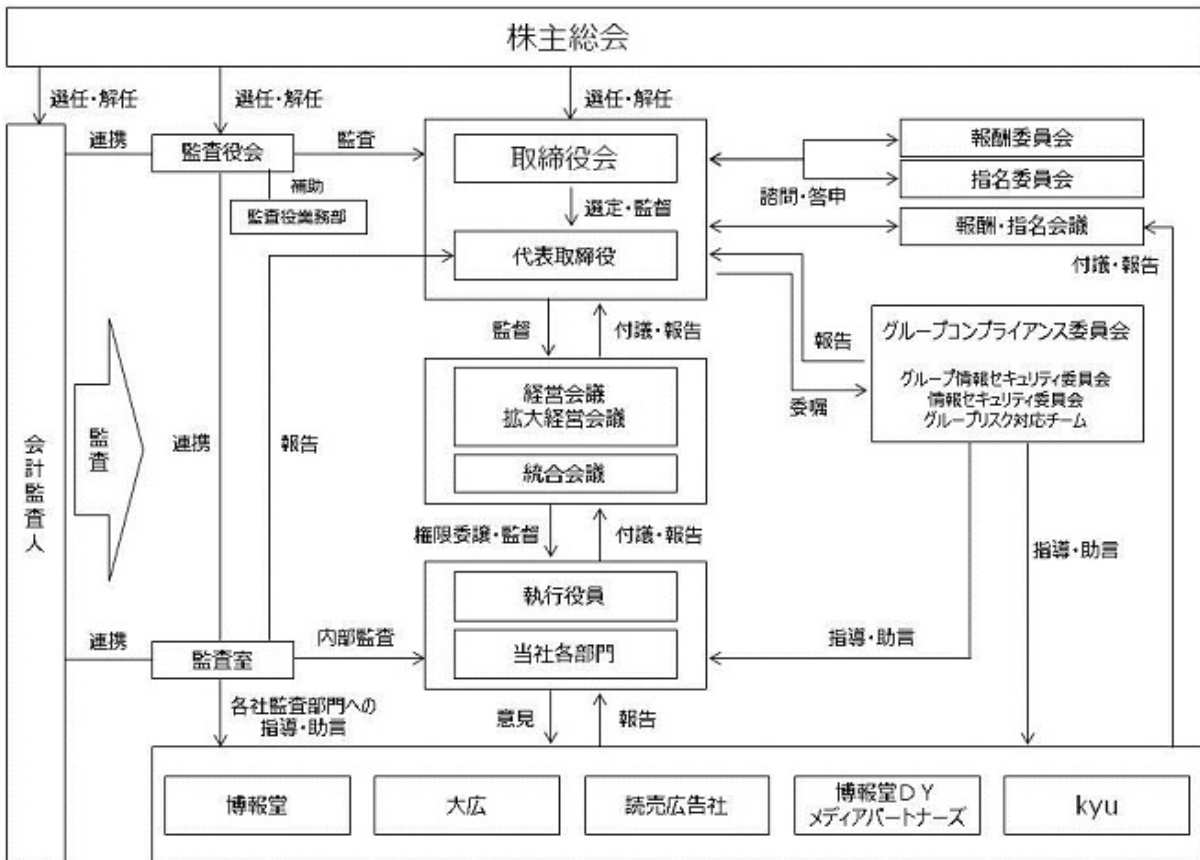 株主総会
選任・解任
選任・解任
選任・解任
連携
監査役会
監査
取締役会
報酬委員会
指名委員会
諮問・答申
補助
監査役業務部
選定・監督
報酬・指名会議
代表取締役
付議・報告
監督
付議・報告
報告
グループコンプライアンス委員会
グループ情報セキュリティ委員会
情報セキュリティ委員会
グループリスク対応チーム
委嘱
経営会議
拡大経営会議
統合会議
会計監査人
監査
連携
報告
権限委譲・監督
付議・報告
指導・助言
執行役員
連携
監査室
内部監査
当社各部門
指導・助言
各社監査部門への
指導・助言
意見
報告
博報堂
大広
読売広告社
博報堂DY
メディアパートナーズ
kyu